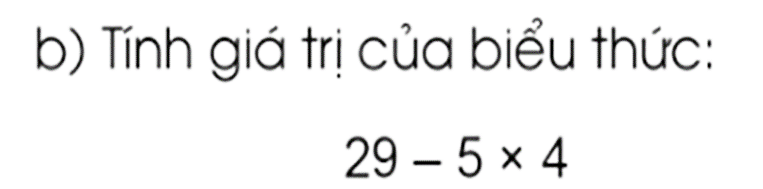 b) Tính giá trị của biểu thức:
29 – 5 × 4